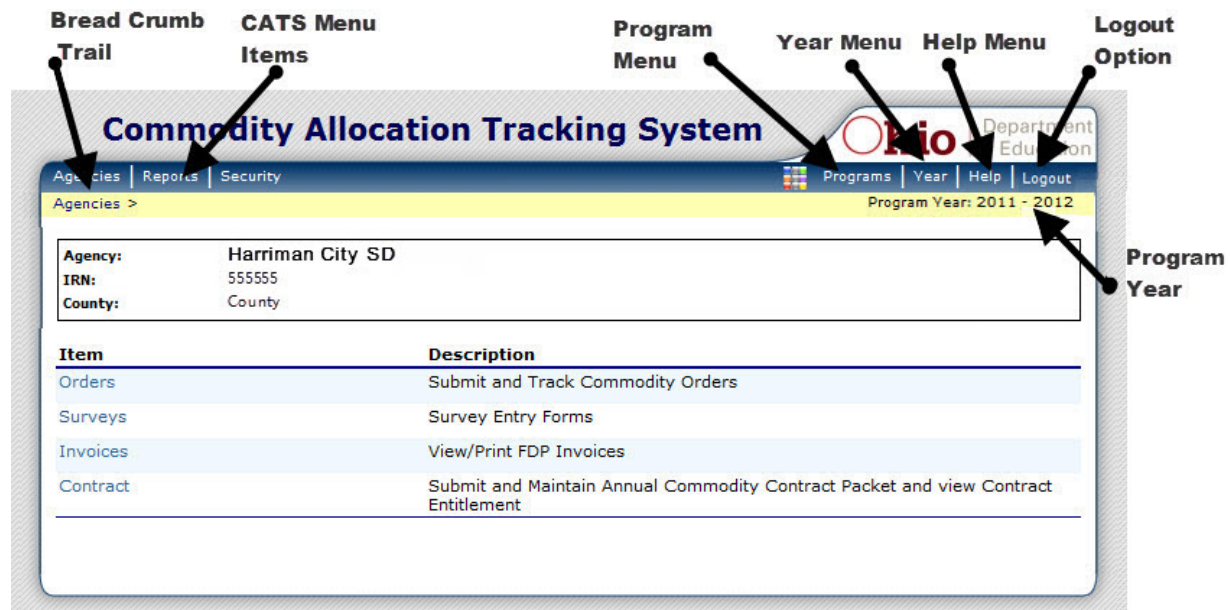 Bread Crumb Trail
CATS Menu Items
Program Menu
Year Menu
Help Menu
Logout Option
Commodity Allocation Tracking System
Ohio Department Education
Agencies | Reports | Security
Programs | Year | Help | Logout
Agencies >
Program Year: 2011 - 2012
Program Year
Agency: Harriman City SD
IRN: 555555
County: County
Item Description
Orders Submit and Track Commodity Orders
Surveys Survey Entry Forms
Invoices View/Print FDP Invoices
Contract Submit and Maintain Annual Commodity Contract Packet and view Contract
Entitlement